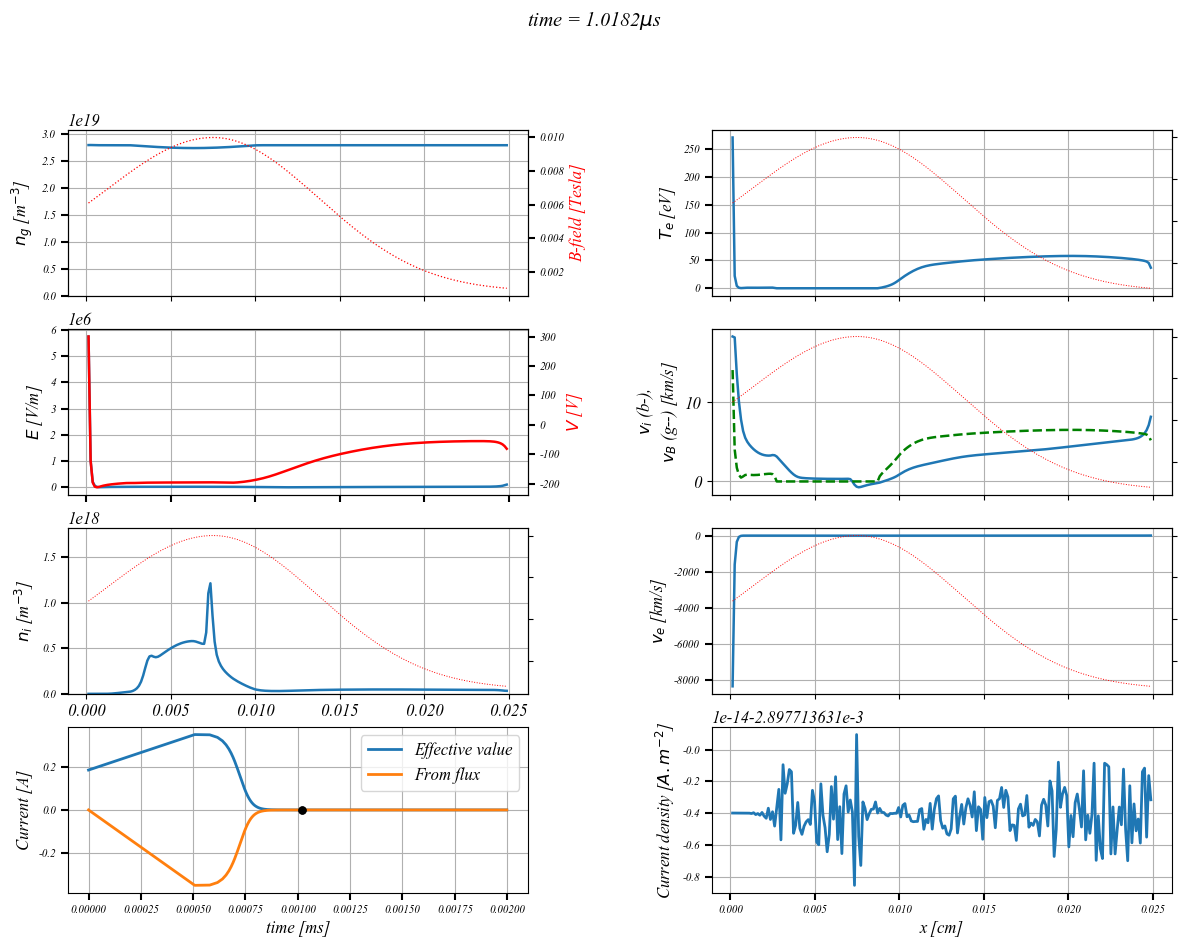 time = 1.0182μs
1e19
3.0
2.5
2.0
1.5
1.0
0.5
0.0
n_g [m⁻³]
0.010
0.008
0.006
0.004
0.002
B-field [Tesla]
250
200
150
100
50
0
T_e [eV]
1e6
6
5
4
3
2
1
0
E [V/m]
300
200
100
0
-100
-200
V [V]
10
0
v_i (b-),
v_B (g--) [km/s]
1e18
1.5
1.0
0.5
0.0
n_i [m⁻³]
0.000 0.005 0.010 0.015 0.020 0.025
0
-2000
-4000
-6000
-8000
v_e [km/s]
0.2
0.0
-0.2
Current [A]
Effective value
From flux
0.00000 0.00025 0.00050 0.00075 0.00100 0.00125 0.00150 0.00175 0.00200
time [ms]
1e-14-2.897713631e-3
-0.0
-0.2
-0.4
-0.6
-0.8
Current density [A.m⁻²]
0.000 0.005 0.010 0.015 0.020 0.025
x [cm]